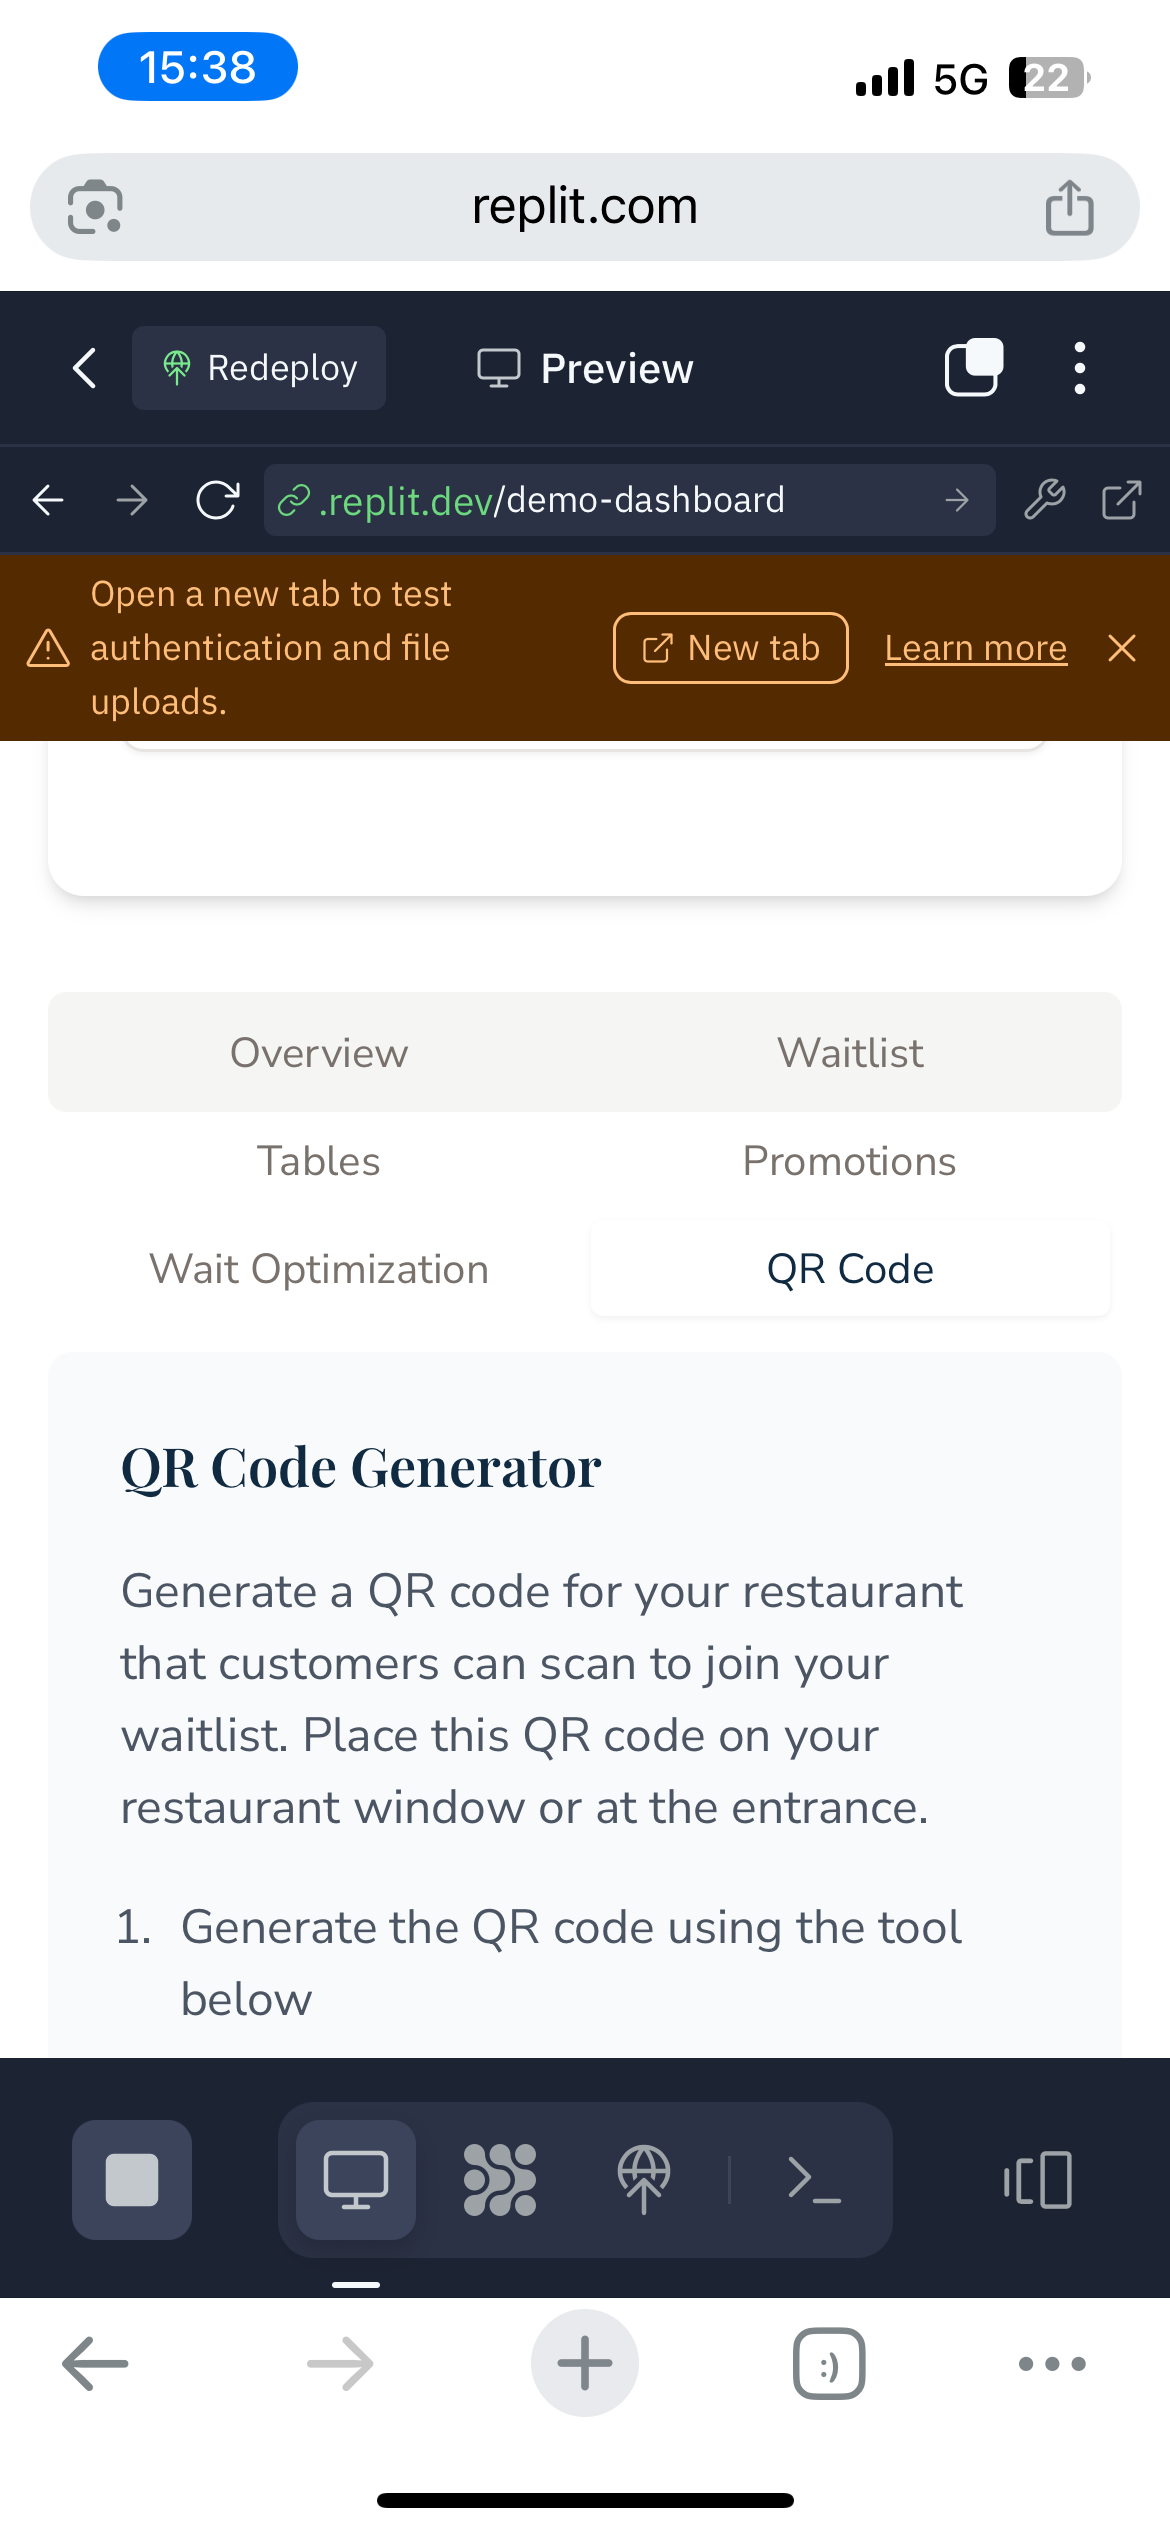 15:38
5G 22
replit.com
Redeploy Preview
.replit.dev/demo-dashboard
Open a new tab to test
authentication and file
uploads.
New tab Learn more
Overview Waitlist
Tables Promotions
Wait Optimization QR Code
QR Code Generator
Generate a QR code for your restaurant
that customers can scan to join your
waitlist. Place this QR code on your
restaurant window or at the entrance.
1. Generate the QR code using the tool
below
:)